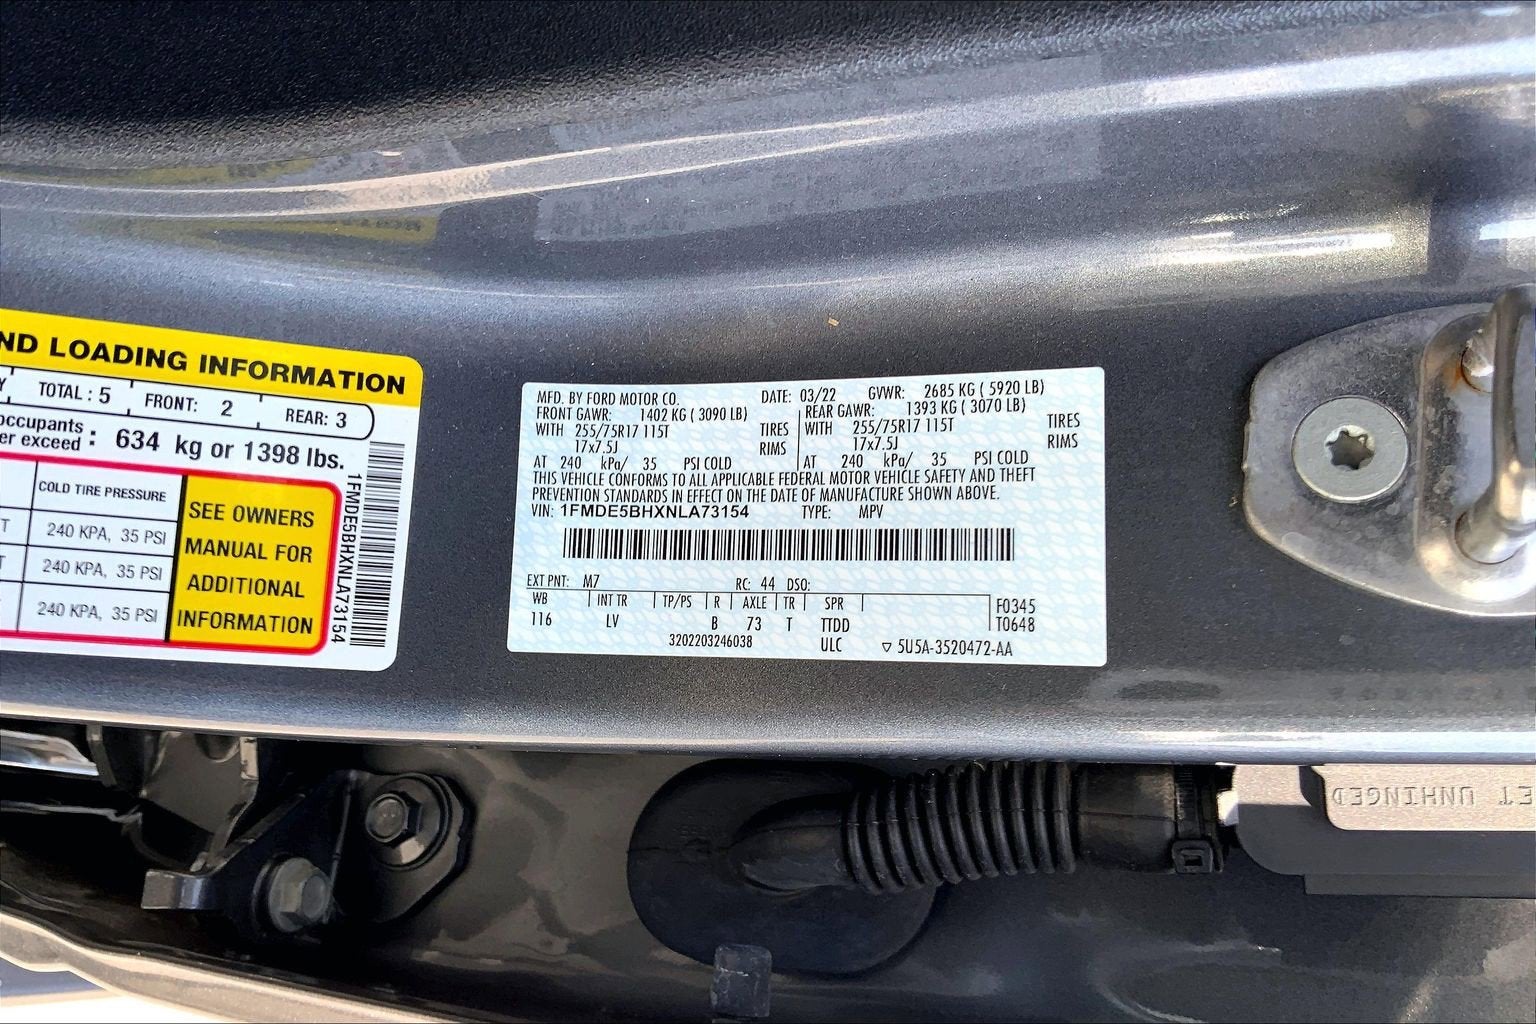 ND LOADING INFORMATION
Y TOTAL : 5 FRONT: 2 REAR: 3
occupants
er exceed : 634 kg or 1398 lbs.
COLD TIRE PRESSURE
T 240 KPA, 35 PSI
T 240 KPA, 35 PSI
240 KPA, 35 PSI
SEE OWNERS
MANUAL FOR
ADDITIONAL
INFORMATION
1FMDE5BHXNLA73154
MFD. BY FORD MOTOR CO. DATE: 03/22 GVWR: 2685 KG ( 5920 LB)
FRONT GAWR: 1402 KG ( 3090 LB) REAR GAWR: 1393 KG ( 3070 LB)
WITH 255/75R17 115T TIRES WITH 255/75R17 115T TIRES
17x7.5J RIMS 17x7.5J RIMS
AT 240 kPa/ 35 PSI COLD AT 240 kPa/ 35 PSI COLD
THIS VEHICLE CONFORMS TO ALL APPLICABLE FEDERAL MOTOR VEHICLE SAFETY AND THEFT
PREVENTION STANDARDS IN EFFECT ON THE DATE OF MANUFACTURE SHOWN ABOVE.
VIN: 1FMDE5BHXNLA73154 TYPE: MPV
EXT PNT: M7 RC: 44 DSO:
WB INT TR TP/PS R AXLE TR SPR F0345
116 LV B 73 T TTDD T0648
3202203246038 ULC ▽ 5U5A-3520472-AA
ET UNHINGED